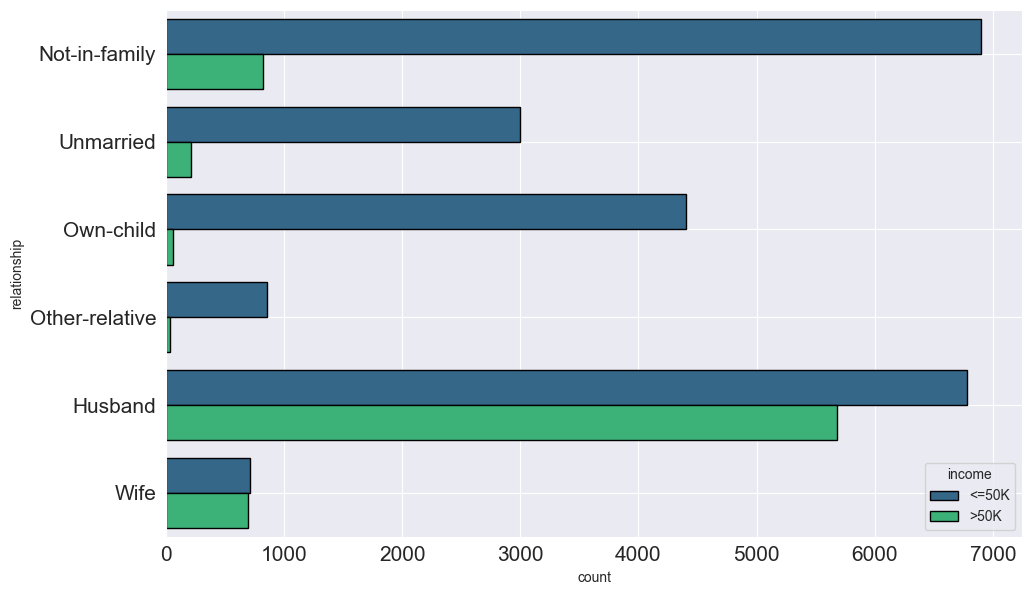 Not-in-family
Unmarried
Own-child
Other-relative
Husband
Wife
relationship
0 1000 2000 3000 4000 5000 6000 7000
count
income
<=50K
>50K